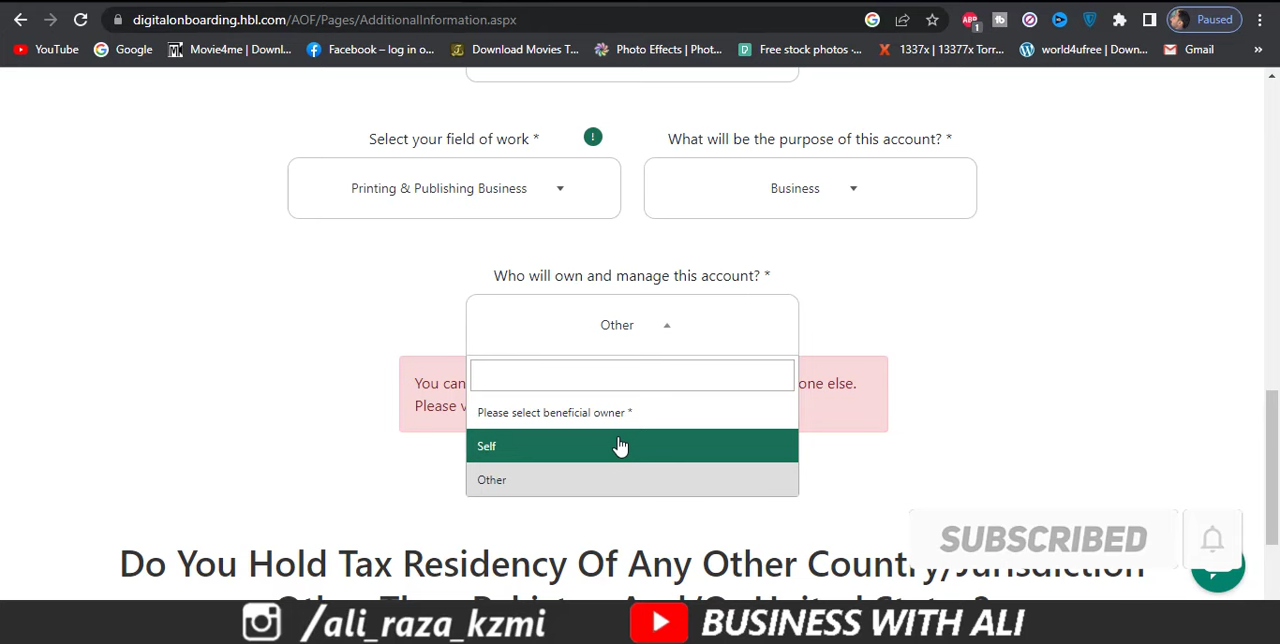 digitalonboarding.hbl.com/AOF/Pages/AdditionalInformation.aspx
ABP
1
tb
Paused
YouTube
Google
Movie4me | Downl...
Facebook – log in o...
Download Movies T...
Photo Effects | Phot...
Free stock photos ·...
1337x | 13377x Torr...
world4ufree | Down...
Gmail
»
Select your field of work *
!
What will be the purpose of this account? *
Printing & Publishing Business
Business
Who will own and manage this account? *
Other
You can
one else.
Please
Please select beneficial owner *
Self
Other
SUBSCRIBED
Do You Hold Tax Residency Of Any Other Country/Jurisdiction
/ali_raza_kzmi
BUSINESS WITH ALI